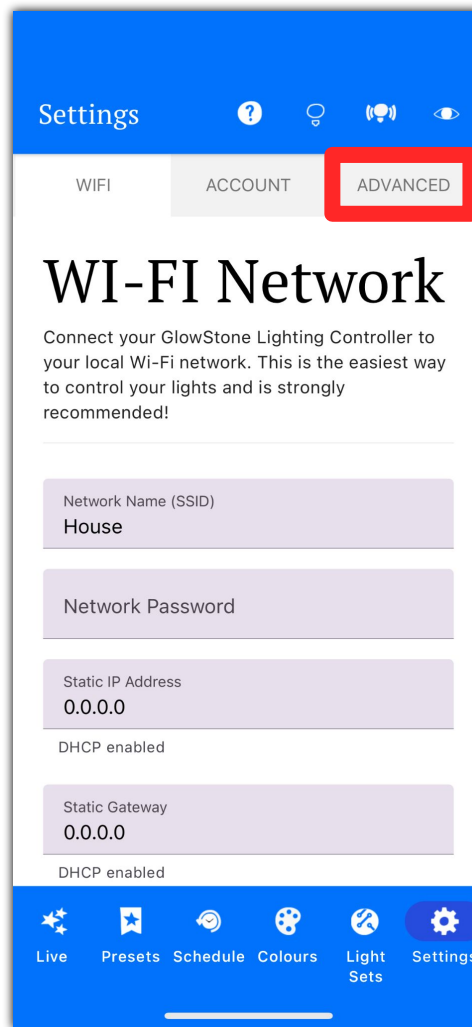 Settings
?
WIFI ACCOUNT ADVANCED
WI-FI Network
Connect your GlowStone Lighting Controller to
your local Wi-Fi network. This is the easiest way
to control your lights and is strongly
recommended!
Network Name (SSID)
House
Network Password
Static IP Address
0.0.0.0
DHCP enabled
Static Gateway
0.0.0.0
DHCP enabled
Live Presets Schedule Colours Light Settings
Sets